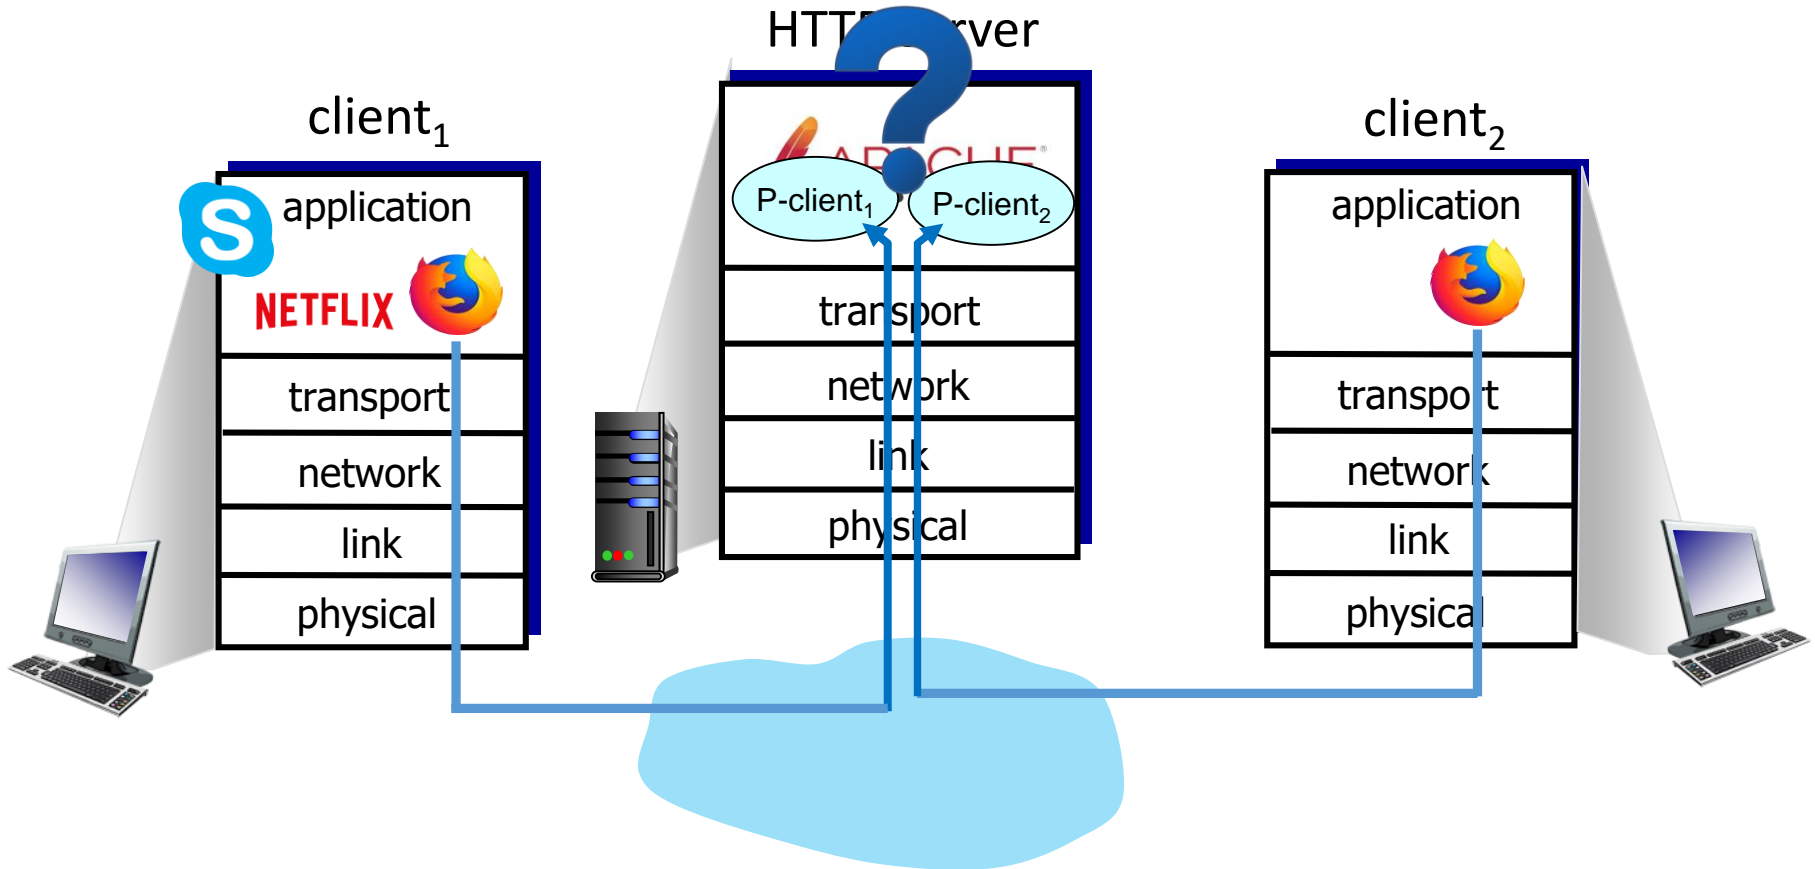 HTTP server
client1
application
NETFLIX
transport
network
link
physical
APACHE
P-client1
P-client2
transport
network
link
physical
client2
application
transport
network
link
physical